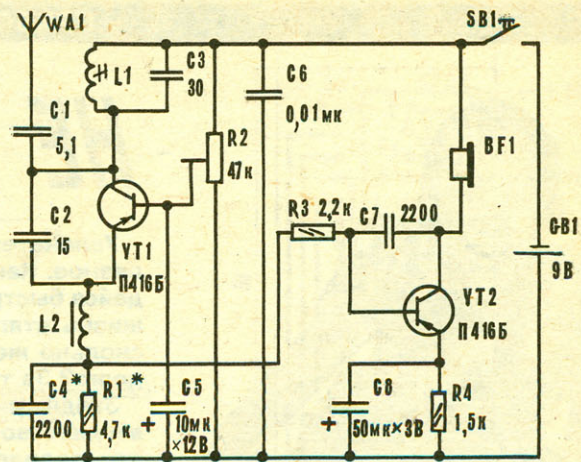 WA1
SB1
L1
C3
30
C6
0,01мк
C1
5,1
R2
47к
BF1
R3 2,2к
C7
2200
C2
15
VT1
П416Б
GB1
9В
VT2
П416Б
L2
C4*
2200
R1*
4,7к
C5
+
10мк
×12В
C8
+
50мк×3В
R4
1,5к